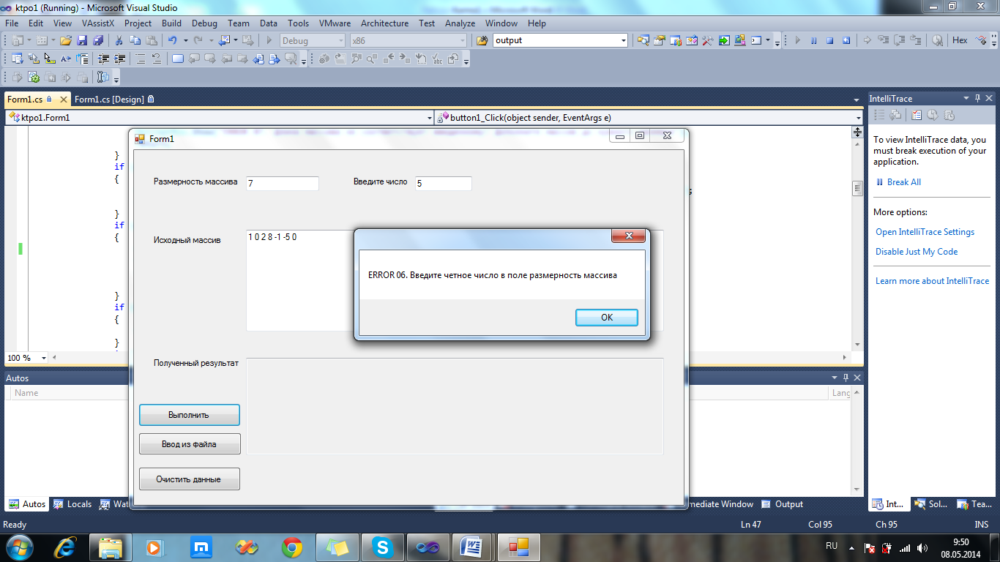 ktpo1 (Running) - Microsoft Visual Studio
File Edit View VAssistX Project Build Debug Team Data Tools VMware Architecture Test Analyze Window Help
Debug x86 output Hex
Form1.cs Form1.cs [Design]
ktpo1.Form1 button1_Click(object sender, EventArgs e)
}
if
{
}
if
{
}
if
{
}
100 %
Form1
Размерность массива 7 Введите число 5
Исходный массив 1 0 2 8 -1 -5 0
ERROR 06. Введите четное число в поле размерность массива
OK
Полученный результат
Выполнить
Ввод из файла
Очистить данные
IntelliTrace
To view IntelliTrace data, you
must break execution of your
application.
Break All
More options:
Open IntelliTrace Settings
Disable Just My Code
Learn more about IntelliTrace
Autos
Name Lang
Autos Locals Wat mediate Window Output Int... Sol... Tea...
Ready Ln 47 Col 95 Ch 95 INS
RU 9:50
08.05.2014